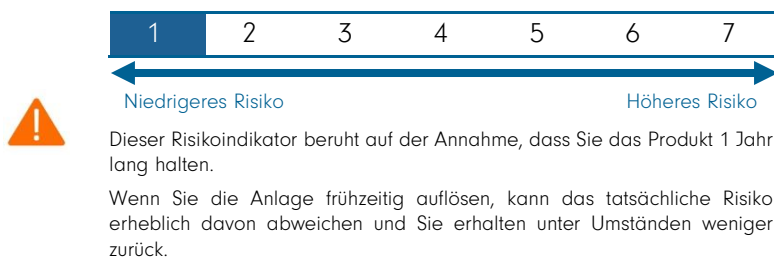 1 2 3 4 5 6 7
Niedrigeres Risiko Höheres Risiko
Dieser Risikoindikator beruht auf der Annahme, dass Sie das Produkt 1 Jahr
lang halten.
Wenn Sie die Anlage frühzeitig auflösen, kann das tatsächliche Risiko
erheblich davon abweichen und Sie erhalten unter Umständen weniger
zurück.